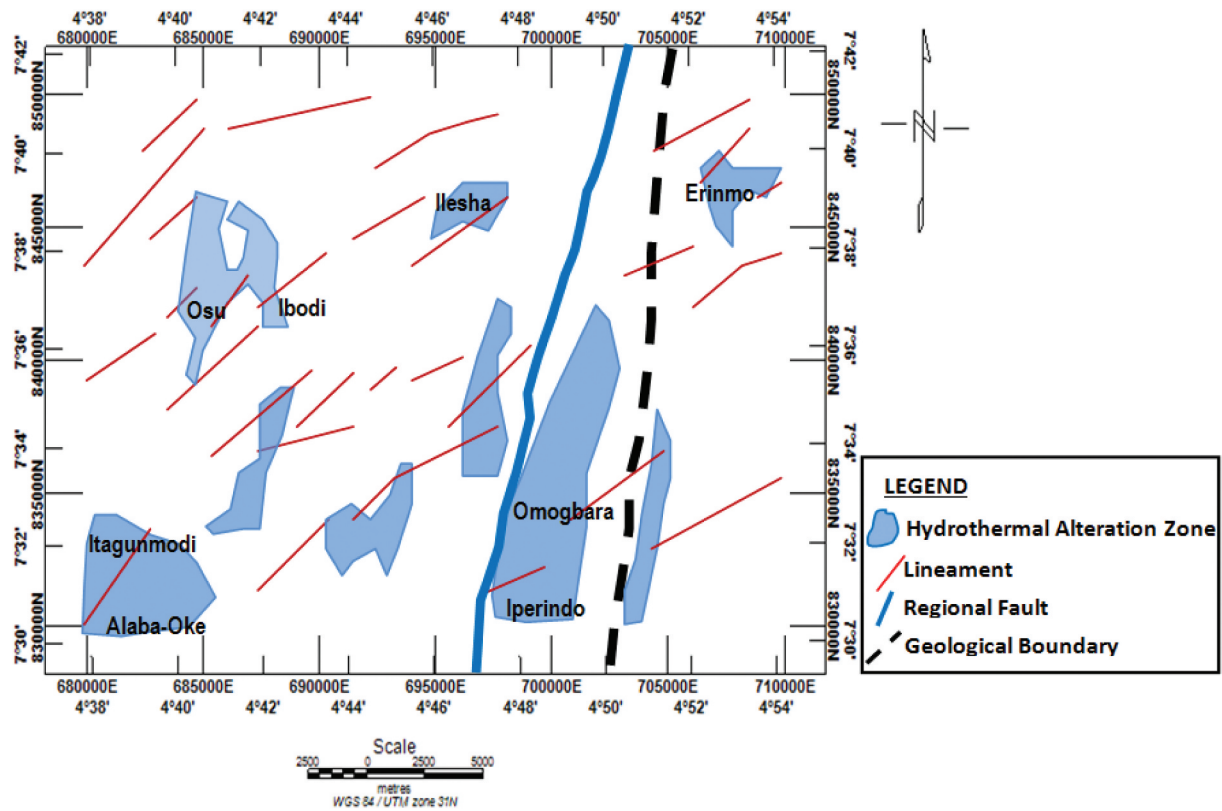 4°38' 4°40' 4°42' 4°44' 4°46' 4°48' 4°50' 4°52' 4°54'
680000E 685000E 690000E 695000E 700000E 705000E 710000E
7°42' 7°42'
850000N 850000N
7°40' 7°40'
N
Ilesha Erinmo
845000N 845000N
7°38' 7°38'
Osu Ibodi
7°36' 7°36'
840000N 840000N
7°34' 7°34'
835000N 835000N
Omogbara
7°32' 7°32'
Itagunmodi
Iperindo
Alaba-Oke
830000N 830000N
7°30' 7°30'
680000E 685000E 690000E 695000E 700000E 705000E 710000E
4°38' 4°40' 4°42' 4°44' 4°46' 4°48' 4°50' 4°52' 4°54'
LEGEND
Hydrothermal Alteration Zone
Lineament
Regional Fault
Geological Boundary
Scale
2500 0 2500 5000
metres
WGS 84 / UTM zone 31N